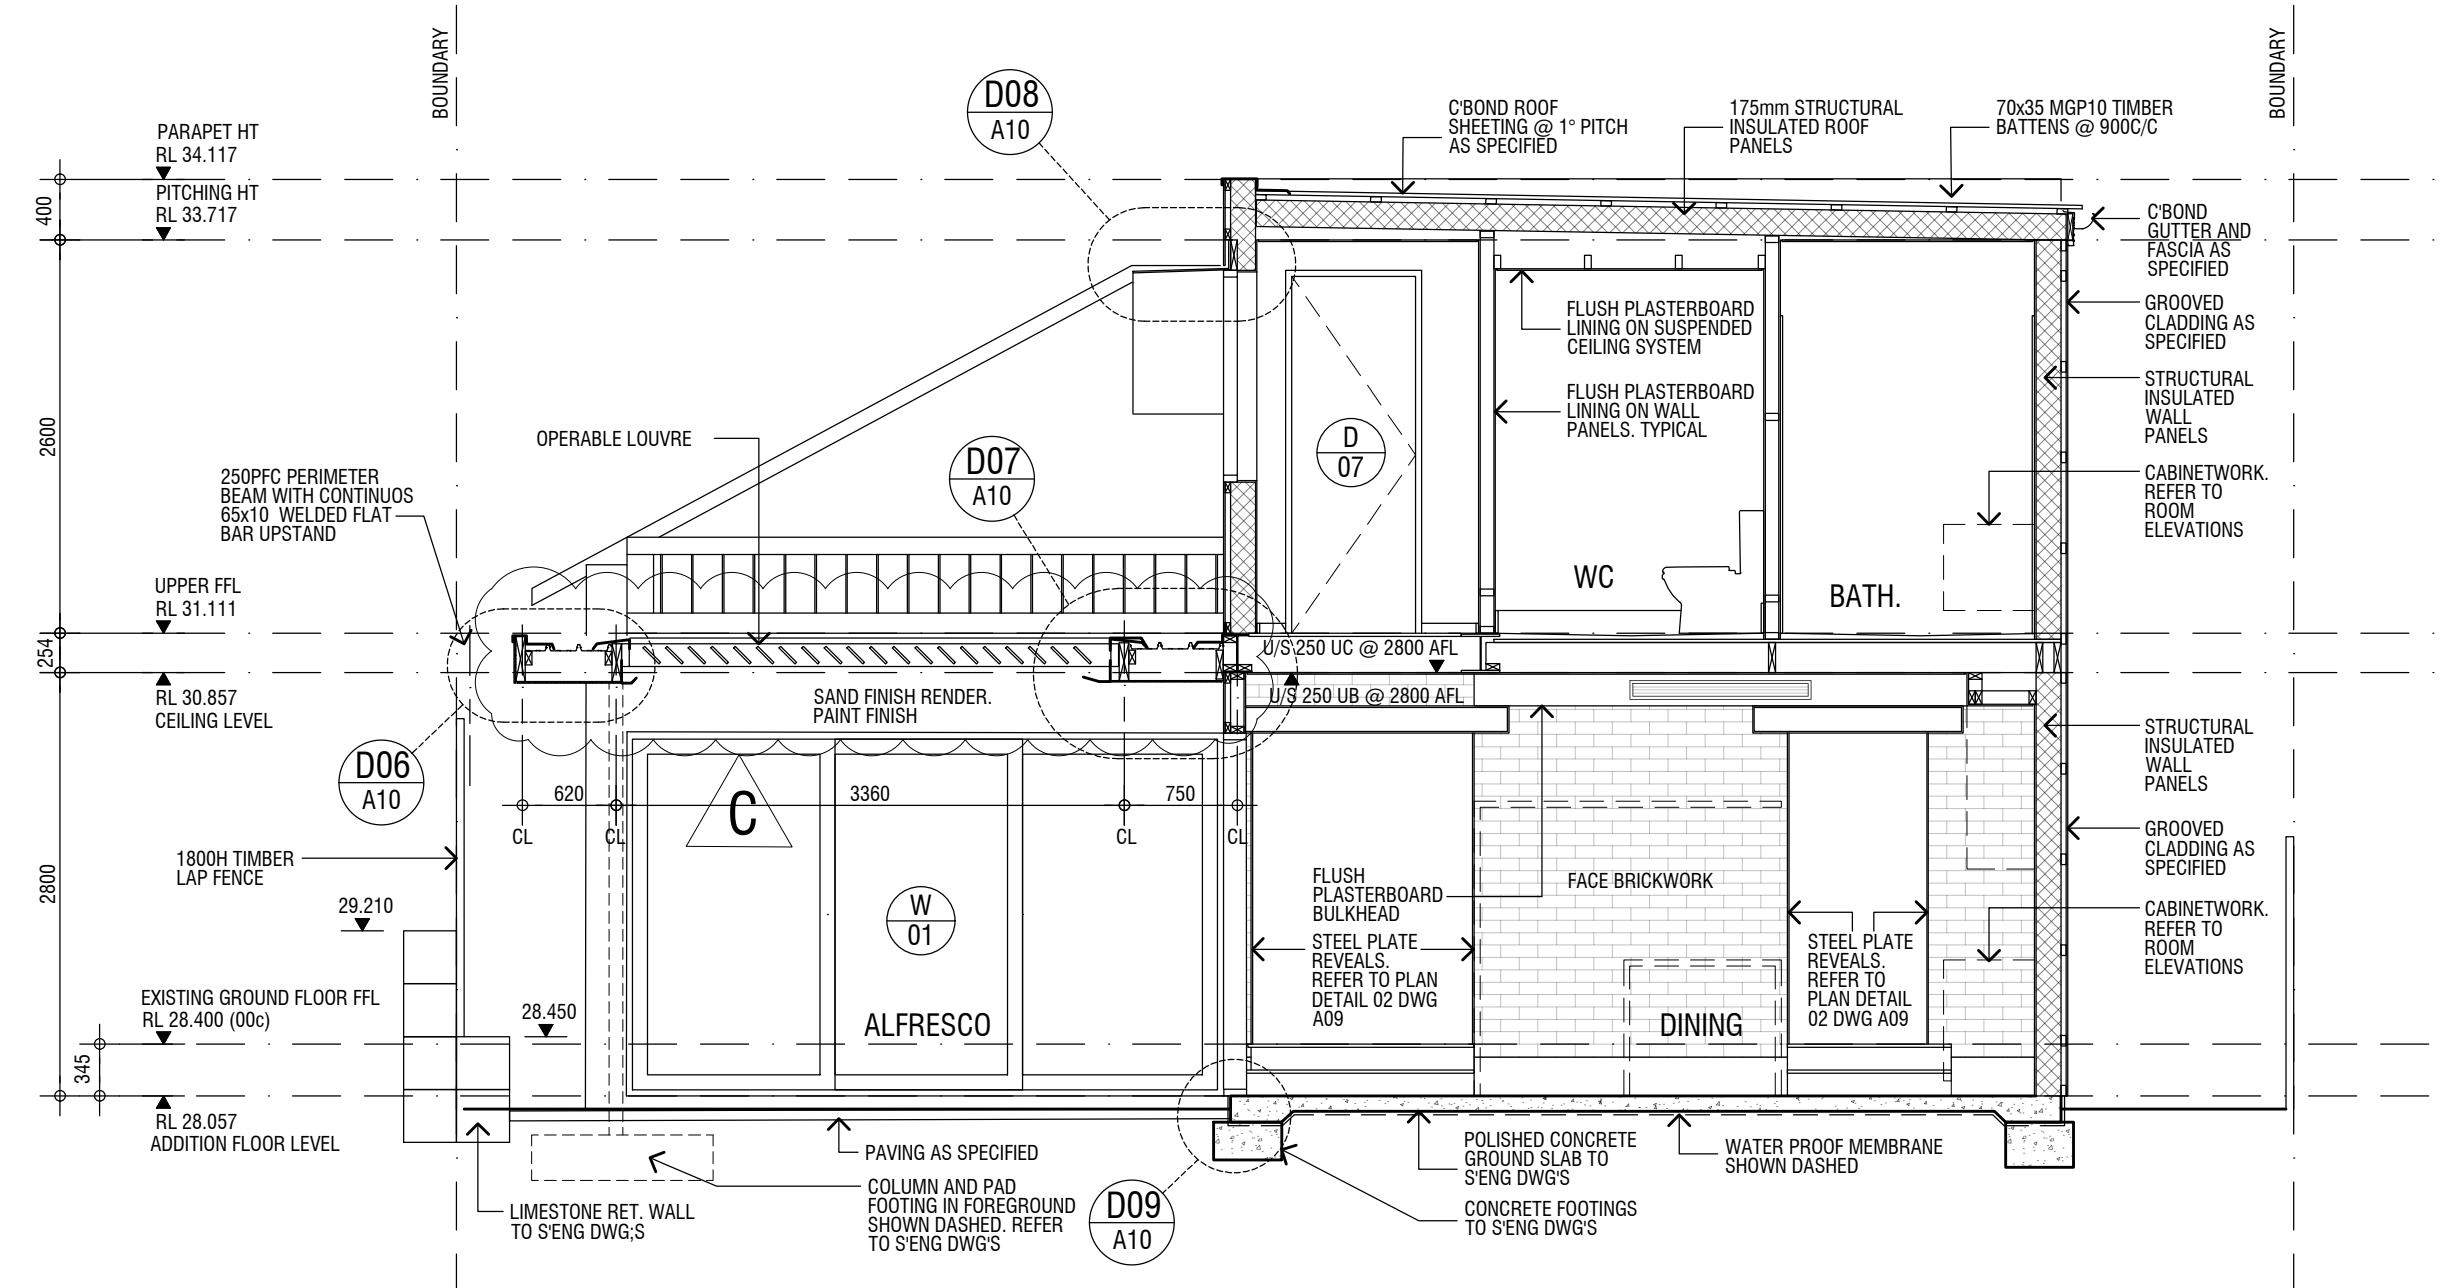 BOUNDARY
BOUNDARY
D08
A10
C'BOND ROOF
SHEETING @ 1° PITCH
AS SPECIFIED
175mm STRUCTURAL
INSULATED ROOF
PANELS
70x35 MGP10 TIMBER
BATTENS @ 900C/C
PARAPET HT
RL 34.117
PITCHING HT
RL 33.717
400
C'BOND
GUTTER AND
FASCIA AS
SPECIFIED
GROOVED
CLADDING AS
SPECIFIED
FLUSH PLASTERBOARD
LINING ON SUSPENDED
CEILING SYSTEM
STRUCTURAL
INSULATED
WALL
PANELS
FLUSH PLASTERBOARD
LINING ON WALL
PANELS. TYPICAL
2600
OPERABLE LOUVRE
D07
A10
D
07
250PFC PERIMETER
BEAM WITH CONTINUOS
65x10 WELDED FLAT
BAR UPSTAND
CABINETWORK.
REFER TO
ROOM
ELEVATIONS
WC
BATH.
UPPER FFL
RL 31.111
254
U/S 250 UC @ 2800 AFL
U/S 250 UB @ 2800 AFL
RL 30.857
CEILING LEVEL
SAND FINISH RENDER.
PAINT FINISH
STRUCTURAL
INSULATED
WALL
PANELS
D06
A10
620
3360
750
C
CL
CL
CL
CL
1800H TIMBER
LAP FENCE
GROOVED
CLADDING AS
SPECIFIED
2800
FLUSH
PLASTERBOARD
BULKHEAD
FACE BRICKWORK
29.210
W
01
CABINETWORK.
REFER TO
ROOM
ELEVATIONS
STEEL PLATE
REVEALS.
REFER TO PLAN
DETAIL 02 DWG
A09
STEEL PLATE
REVEALS.
REFER TO
PLAN DETAIL
02 DWG A09
EXISTING GROUND FLOOR FFL
RL 28.400 (00c)
28.450
ALFRESCO
DINING
345
RL 28.057
ADDITION FLOOR LEVEL
PAVING AS SPECIFIED
POLISHED CONCRETE
GROUND SLAB TO
S'ENG DWG'S
WATER PROOF MEMBRANE
SHOWN DASHED
COLUMN AND PAD
FOOTING IN FOREGROUND
SHOWN DASHED. REFER
TO S'ENG DWG'S
D09
A10
LIMESTONE RET. WALL
TO S'ENG DWG;S
CONCRETE FOOTINGS
TO S'ENG DWG'S